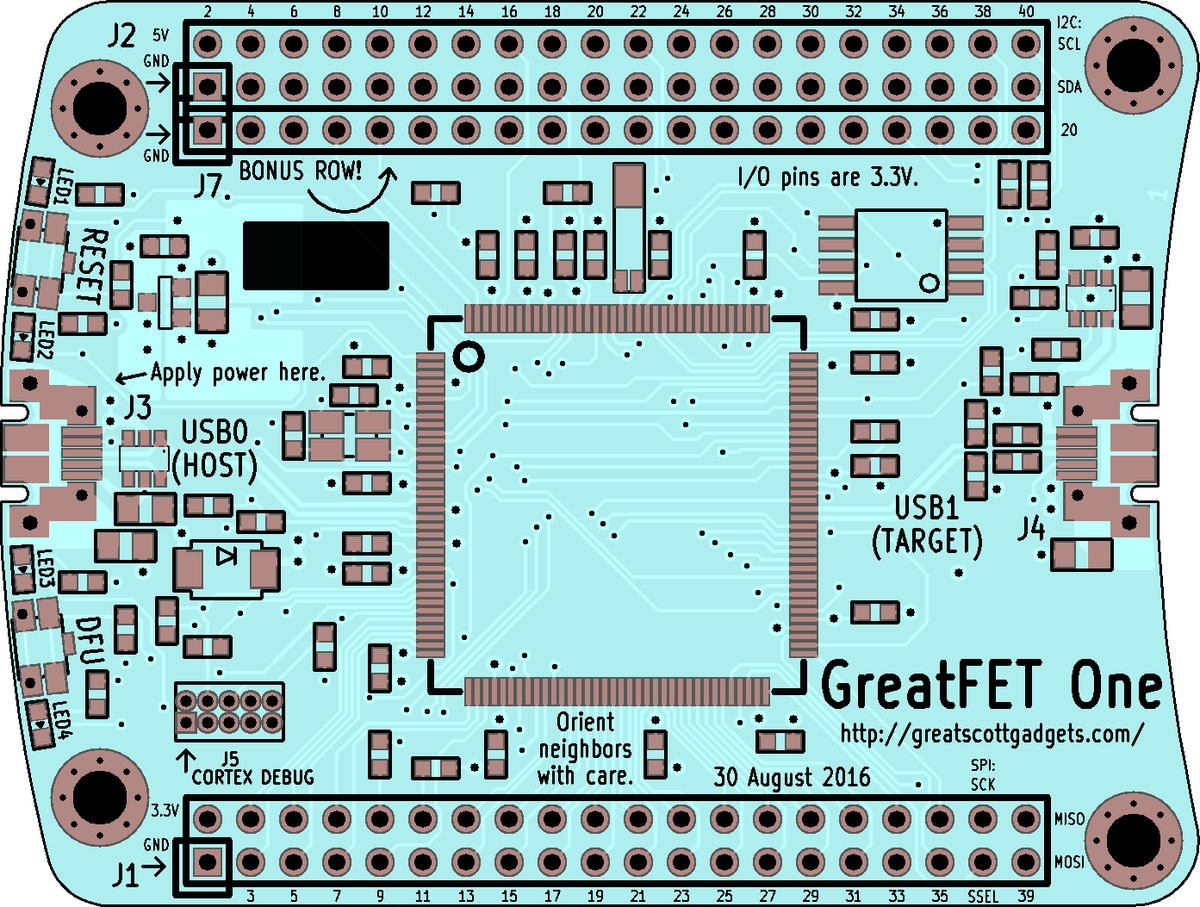 2 4 6 8 10 12 14 16 18 20 22 24 26 28 30 32 34 36 38 40
J2
5V
GND
I2C:
SCL
SDA
20
GND
J7
BONUS ROW!
I/O pins are 3.3V.
LED1
RESET
LED2
Apply power here.
J3
USB0
(HOST)
USB1
(TARGET)
J4
LED3
DFU
LED4
J5
CORTEX DEBUG
Orient
neighbors
with care.
GreatFET One
http://greatscottgadgets.com/
30 August 2016
SPI:
SCK
3.3V
MISO
GND
MOSI
J1
3 5 7 9 11 13 15 17 19 21 23 25 27 29 31 33 35 SSEL 39